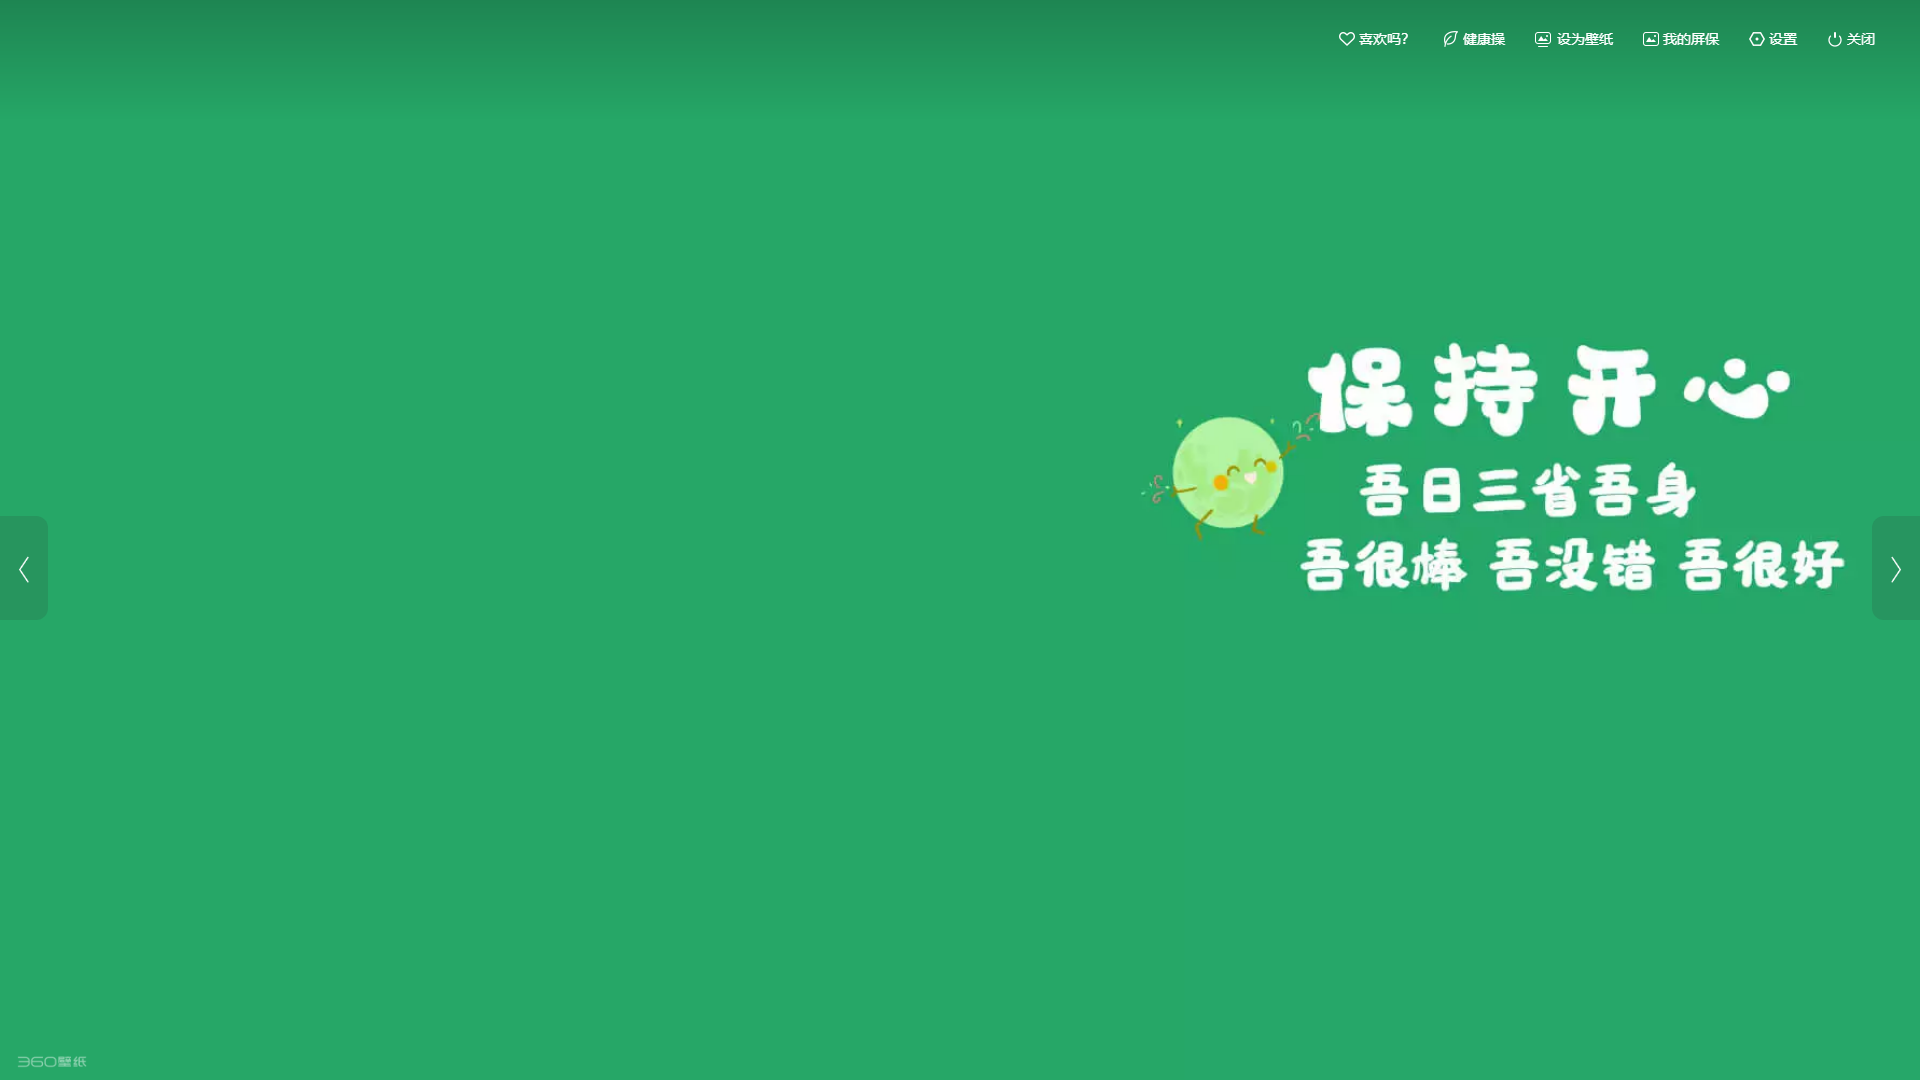 喜欢吗? 健康操 设为壁纸 我的屏保 设置 关闭
保持开心
吾日三省吾身
吾很棒 吾没错 吾很好
360壁纸